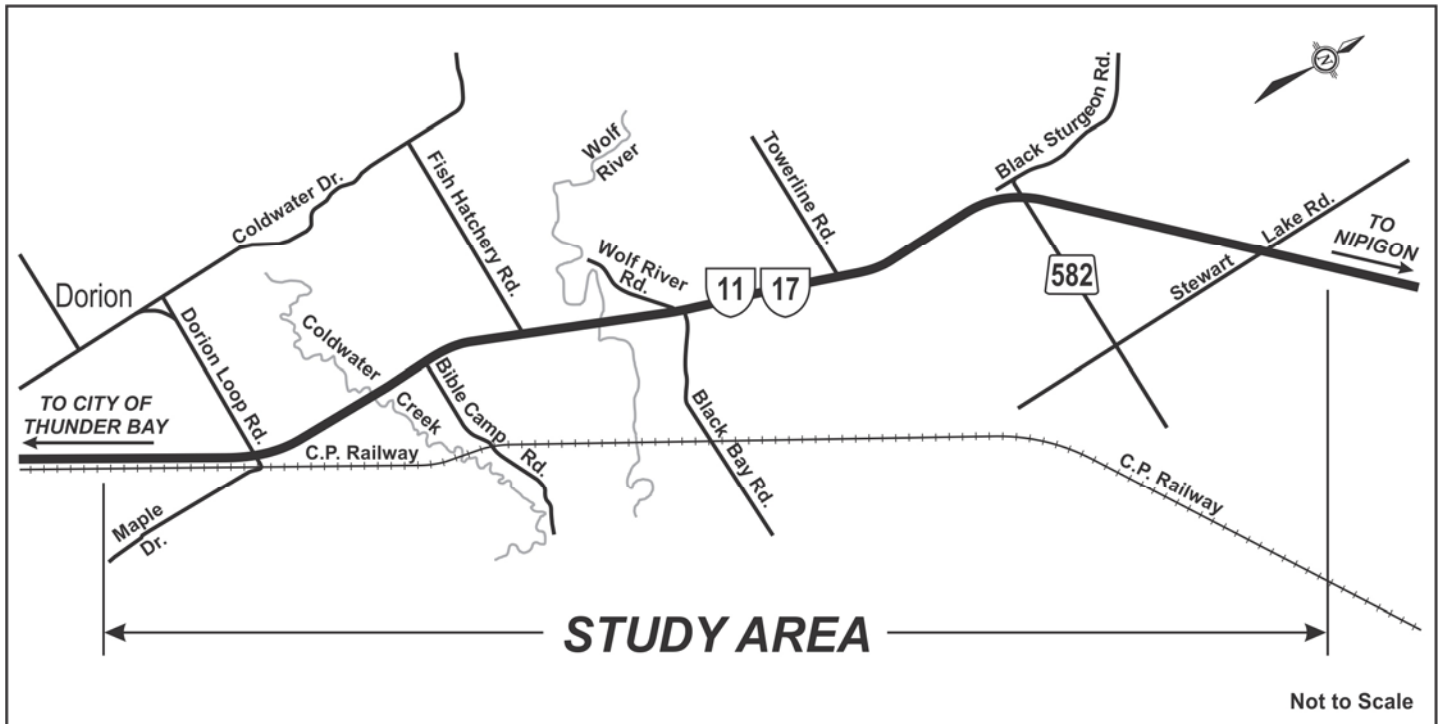 N
Black Sturgeon Rd.
Wolf
River
Towerline Rd.
Fish Hatchery Rd.
Coldwater Dr.
Stewart Lake Rd.
TO
NIPIGON
Wolf River
Rd.
11 17
582
Dorion
Dorion Loop Rd.
Coldwater
Creek
Bible Camp
Rd.
TO CITY OF
THUNDER BAY
C.P. Railway
Black Bay Rd.
C.P. Railway
Maple
Dr.
STUDY AREA
Not to Scale